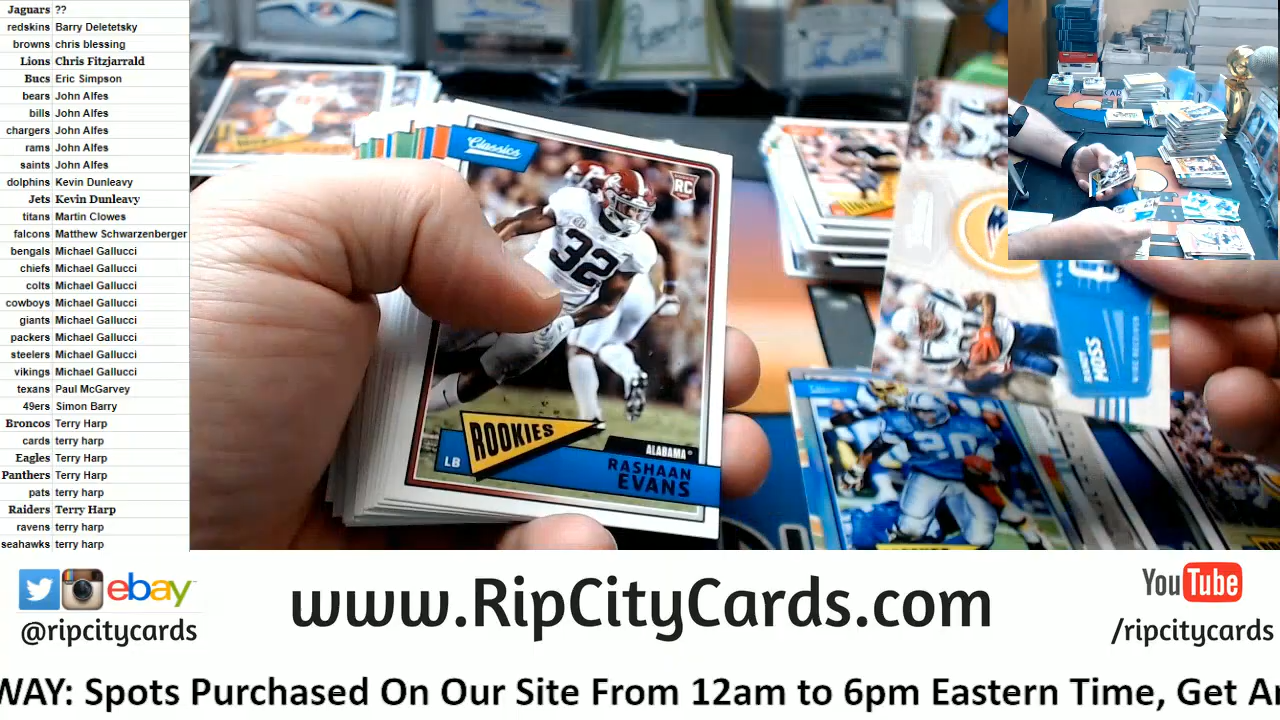 Jaguars ??
redskins Barry Deletetsky
browns chris blessing
Lions Chris Fitzjarrald
Bucs Eric Simpson
bears John Alfes
bills John Alfes
chargers John Alfes
rams John Alfes
saints John Alfes
dolphins Kevin Dunleavy
Jets Kevin Dunleavy
titans Martin Clowes
falcons Matthew Schwarzenberger
bengals Michael Gallucci
chiefs Michael Gallucci
colts Michael Gallucci
cowboys Michael Gallucci
giants Michael Gallucci
packers Michael Gallucci
steelers Michael Gallucci
vikings Michael Gallucci
texans Paul McGarvey
49ers Simon Barry
Broncos Terry Harp
cards terry harp
Eagles Terry Harp
Panthers Terry Harp
pats terry harp
Raiders Terry Harp
ravens terry harp
seahawks terry harp
Classics
RC
32
ROOKIES
LB
ALABAMA
RASHAAN
EVANS
MOSS
WIDE RECEIVER
20
ebay
@ripcitycards
www.RipCityCards.com
YouTube
/ripcitycards
WAY: Spots Purchased On Our Site From 12am to 6pm Eastern Time, Get